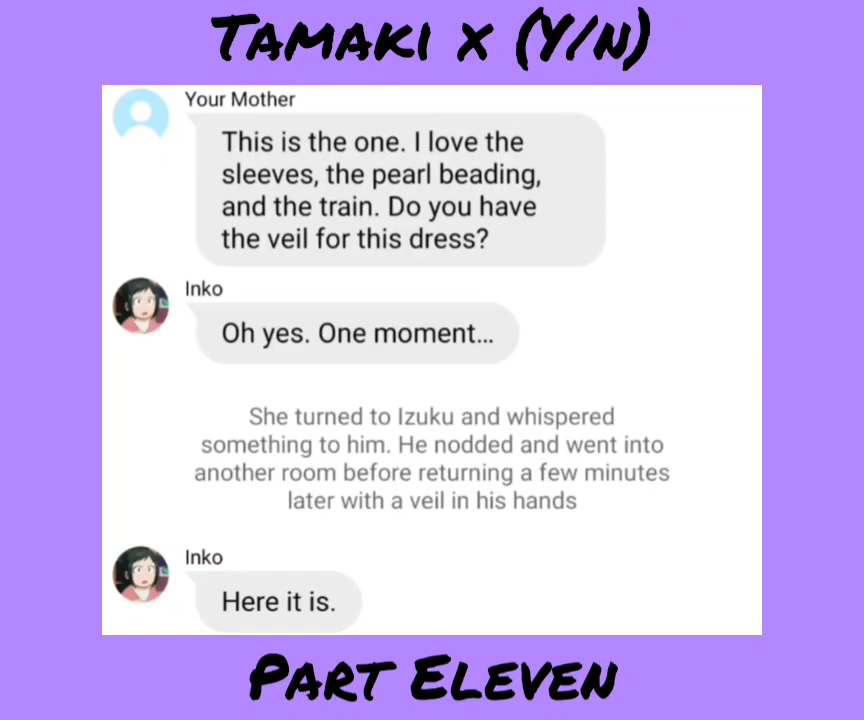 Tamaki x (Y/N)
Your Mother
This is the one. I love the
sleeves, the pearl beading,
and the train. Do you have
the veil for this dress?
Inko
Oh yes. One moment...
She turned to Izuku and whispered
something to him. He nodded and went into
another room before returning a few minutes
later with a veil in his hands
Inko
Here it is.
Part Eleven